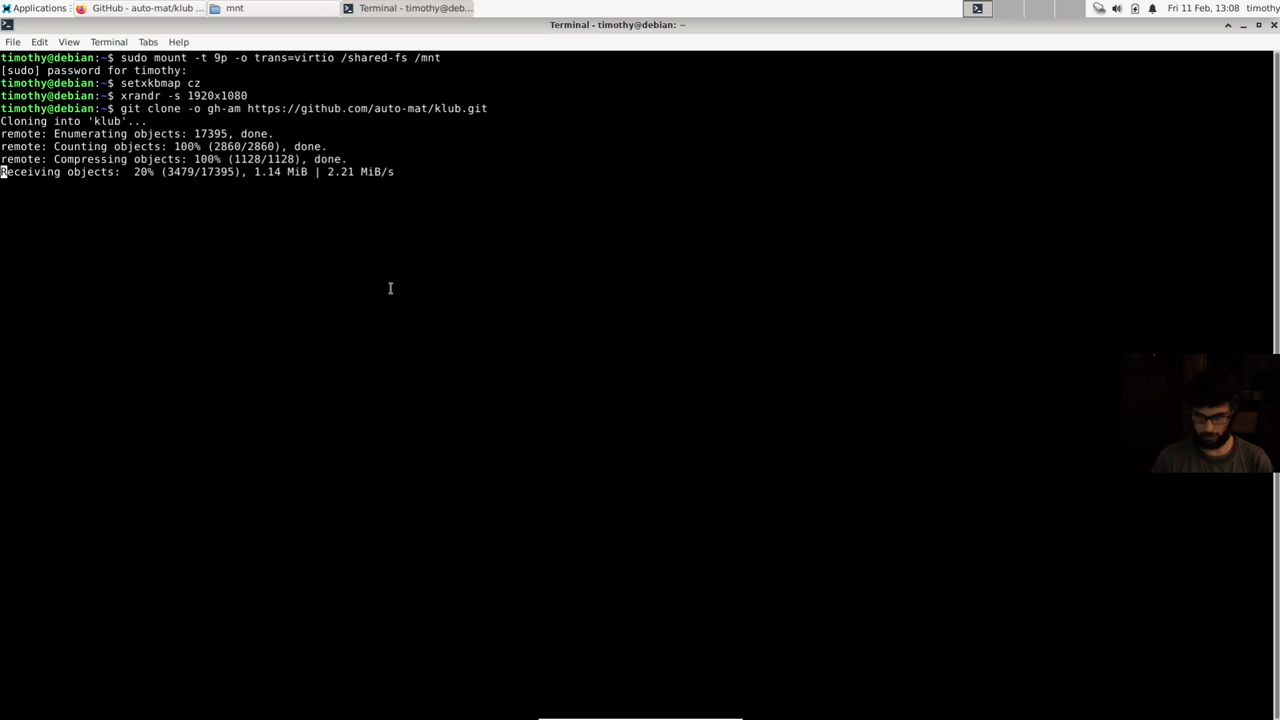 Applications
GitHub - auto-mat/klub ...
mnt
Terminal - timothy@deb...
Fri 11 Feb, 13:08
timothy
Terminal - timothy@debian: ~
File Edit View Terminal Tabs Help
timothy@debian:~$ sudo mount -t 9p -o trans=virtio /shared-fs /mnt
[sudo] password for timothy:
timothy@debian:~$ setxkbmap cz
timothy@debian:~$ xrandr -s 1920x1080
timothy@debian:~$ git clone -o gh-am https://github.com/auto-mat/klub.git
Cloning into 'klub'...
remote: Enumerating objects: 17395, done.
remote: Counting objects: 100% (2860/2860), done.
remote: Compressing objects: 100% (1128/1128), done.
Receiving objects:  20% (3479/17395), 1.14 MiB | 2.21 MiB/s